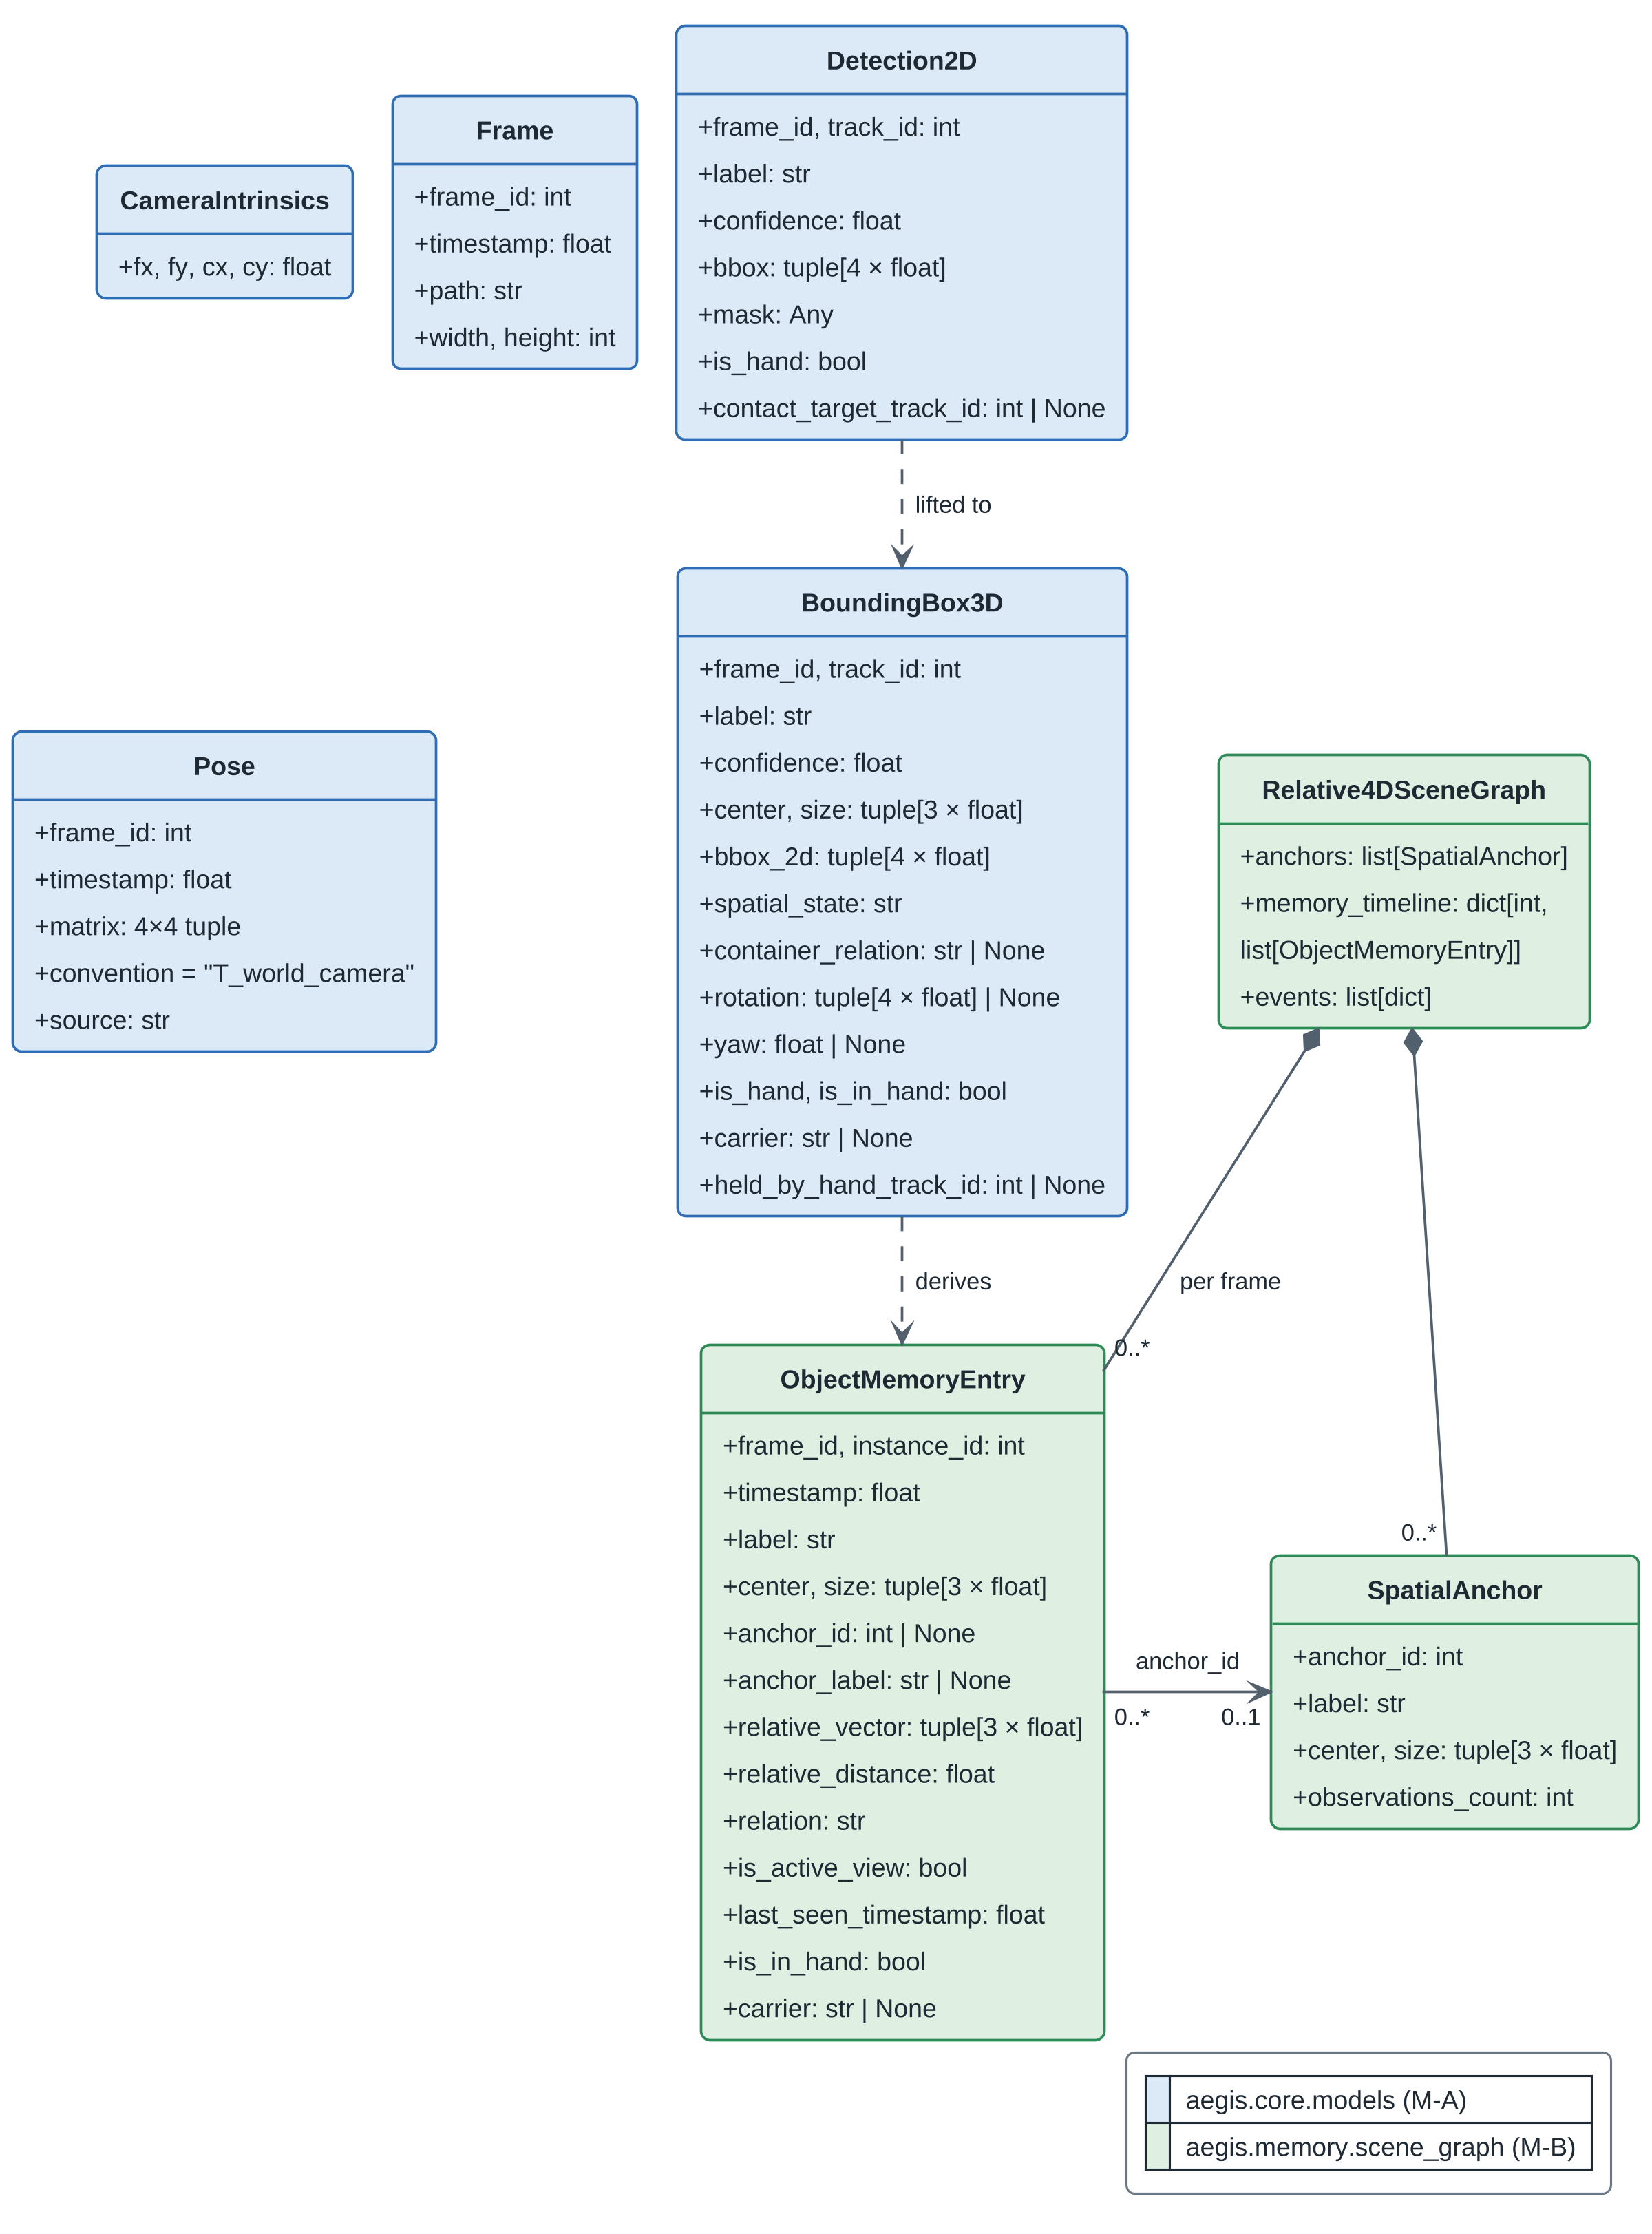 Detection2D
+frame_id, track_id: int
+label: str
+confidence: float
+bbox: tuple[4 × float]
+mask: Any
+is_hand: bool
+contact_target_track_id: int | None
Frame
+frame_id: int
+timestamp: float
+path: str
+width, height: int
CameraIntrinsics
+fx, fy, cx, cy: float
lifted to
BoundingBox3D
+frame_id, track_id: int
+label: str
+confidence: float
+center, size: tuple[3 × float]
+bbox_2d: tuple[4 × float]
+spatial_state: str
+container_relation: str | None
+rotation: tuple[4 × float] | None
+yaw: float | None
+is_hand, is_in_hand: bool
+carrier: str | None
+held_by_hand_track_id: int | None
Pose
+frame_id: int
+timestamp: float
+matrix: 4×4 tuple
+convention = "T_world_camera"
+source: str
Relative4DSceneGraph
+anchors: list[SpatialAnchor]
+memory_timeline: dict[int,
list[ObjectMemoryEntry]]
+events: list[dict]
derives
per frame
0..*
ObjectMemoryEntry
+frame_id, instance_id: int
+timestamp: float
+label: str
+center, size: tuple[3 × float]
+anchor_id: int | None
+anchor_label: str | None
+relative_vector: tuple[3 × float]
+relative_distance: float
+relation: str
+is_active_view: bool
+last_seen_timestamp: float
+is_in_hand: bool
+carrier: str | None
0..*
anchor_id
0..*
0..1
SpatialAnchor
+anchor_id: int
+label: str
+center, size: tuple[3 × float]
+observations_count: int
aegis.core.models (M-A)
aegis.memory.scene_graph (M-B)